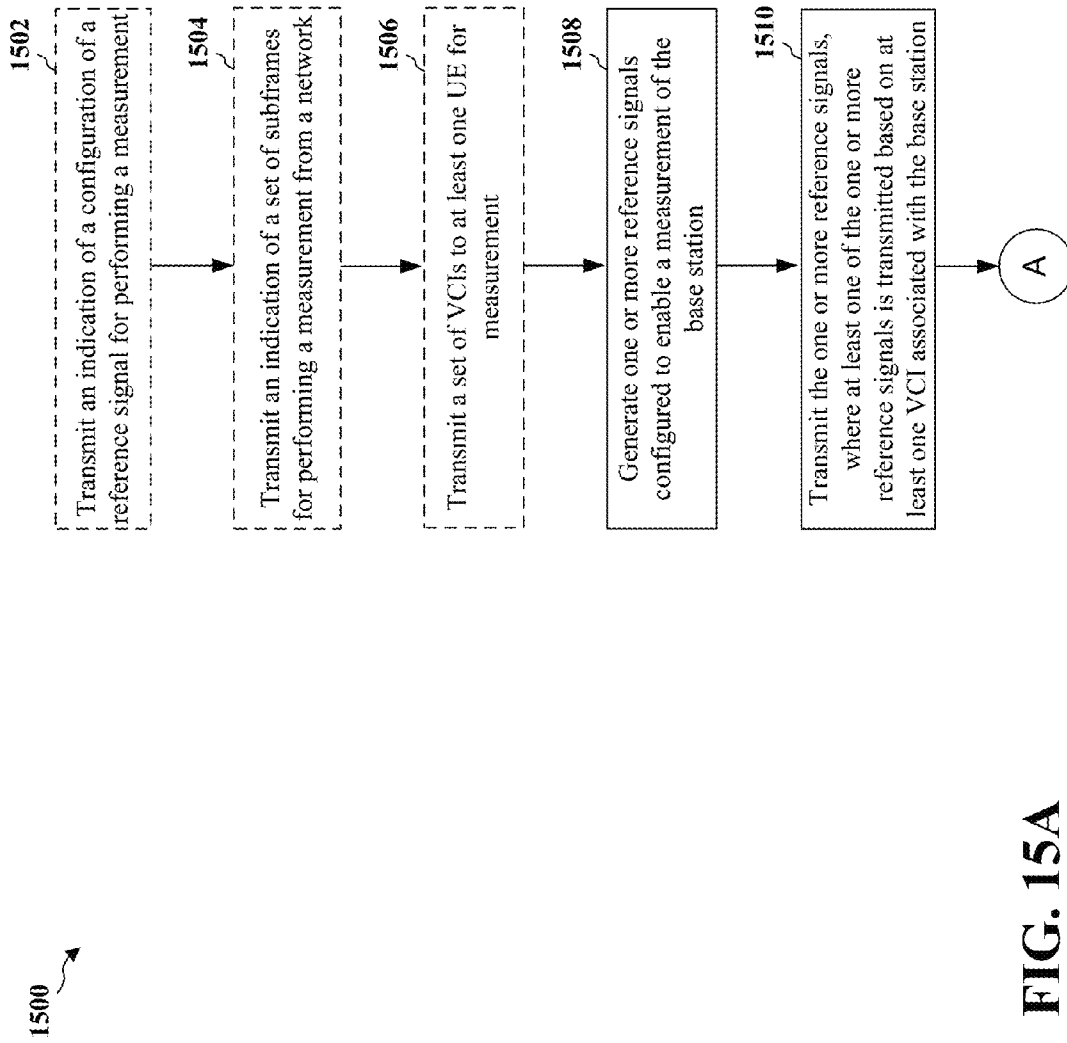 1500
1502
Transmit an indication of a configuration of a
reference signal for performing a measurement
1504
Transmit an indication of a set of subframes
for performing a measurement from a network
1506
Transmit a set of VCIs to at least one UE for
measurement
1508
Generate one or more reference signals
configured to enable a measurement of the
base station
1510
Transmit the one or more reference signals,
where at least one of the one or more
reference signals is transmitted based on at
least one VCI associated with the base station
A
FIG. 15A